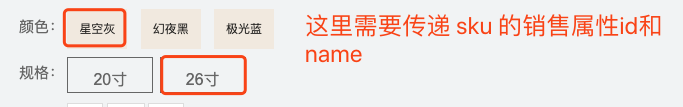 颜色： 星空灰 幻夜黑 极光蓝
规格： 20寸 26寸
这里需要传递 sku 的销售属性id和
name